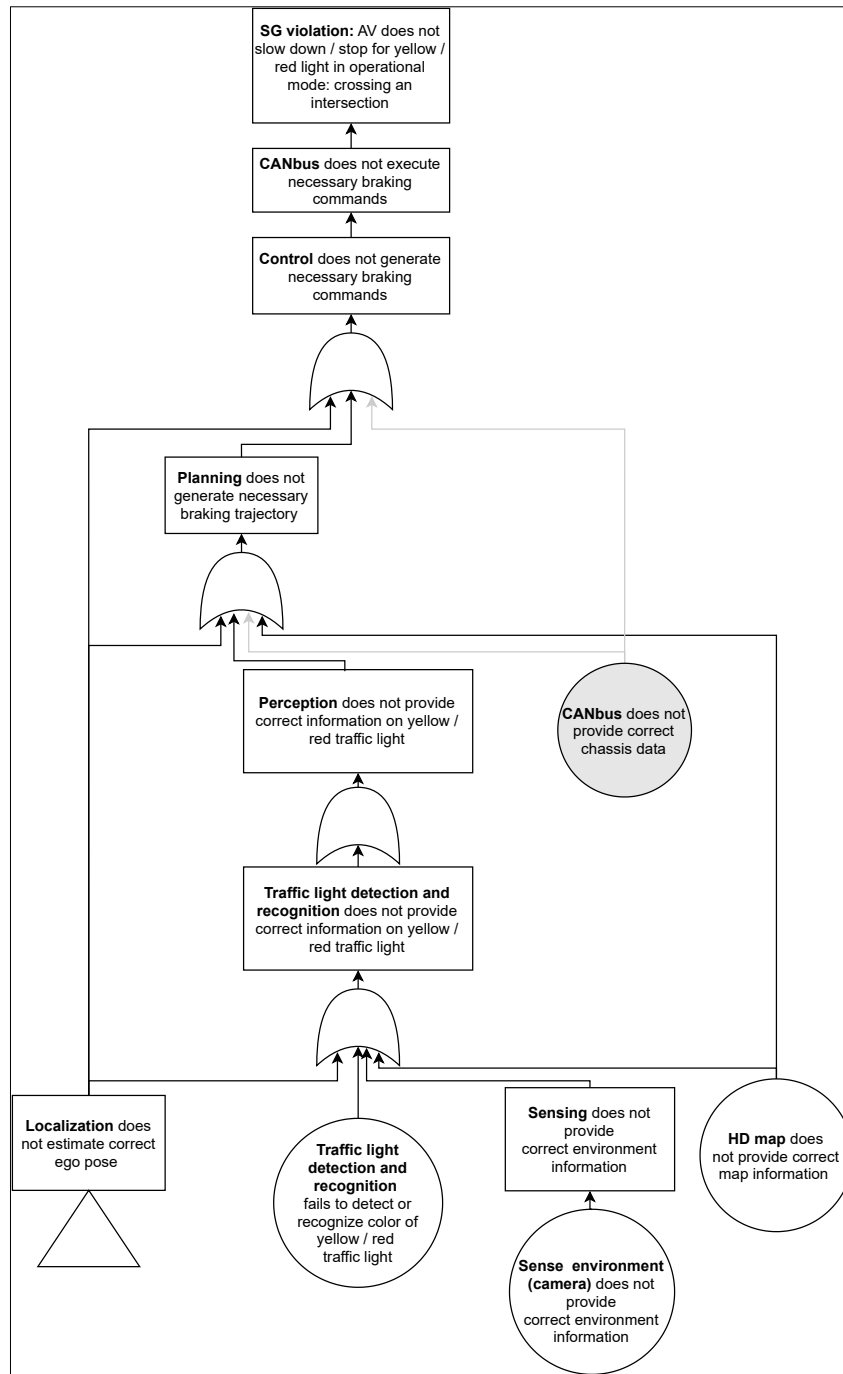 SG violation: AV does not
slow down / stop for yellow /
red light in operational
mode: crossing an
intersection
CANbus does not execute
necessary braking
commands
Control does not generate
necessary braking
commands
Planning does not
generate necessary
braking trajectory
Perception does not provide
correct information on yellow /
red traffic light
CANbus does not
provide correct
chassis data
Traffic light detection and
recognition does not provide
correct information on yellow /
red traffic light
Localization does
not estimate correct
ego pose
Traffic light
detection and
recognition
fails to detect or
recognize color of
yellow / red
traffic light
Sensing does not
provide
correct environment
information
HD map does
not provide correct
map information
Sense environment
(camera) does not
provide
correct environment
information